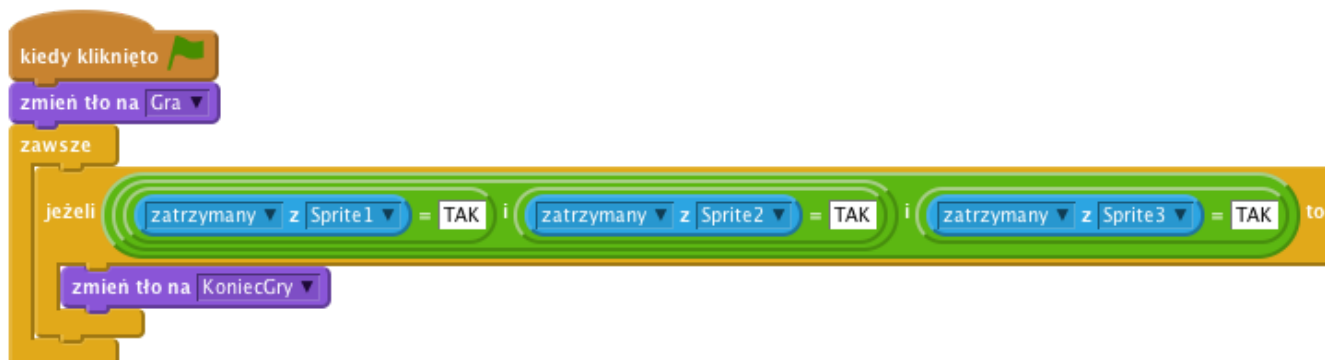 kiedy kliknięto
zmień tło na Gra
zawsze
jeżeli zatrzymany z Sprite1 = TAK i zatrzymany z Sprite2 = TAK i zatrzymany z Sprite3 = TAK to
zmień tło na KoniecGry